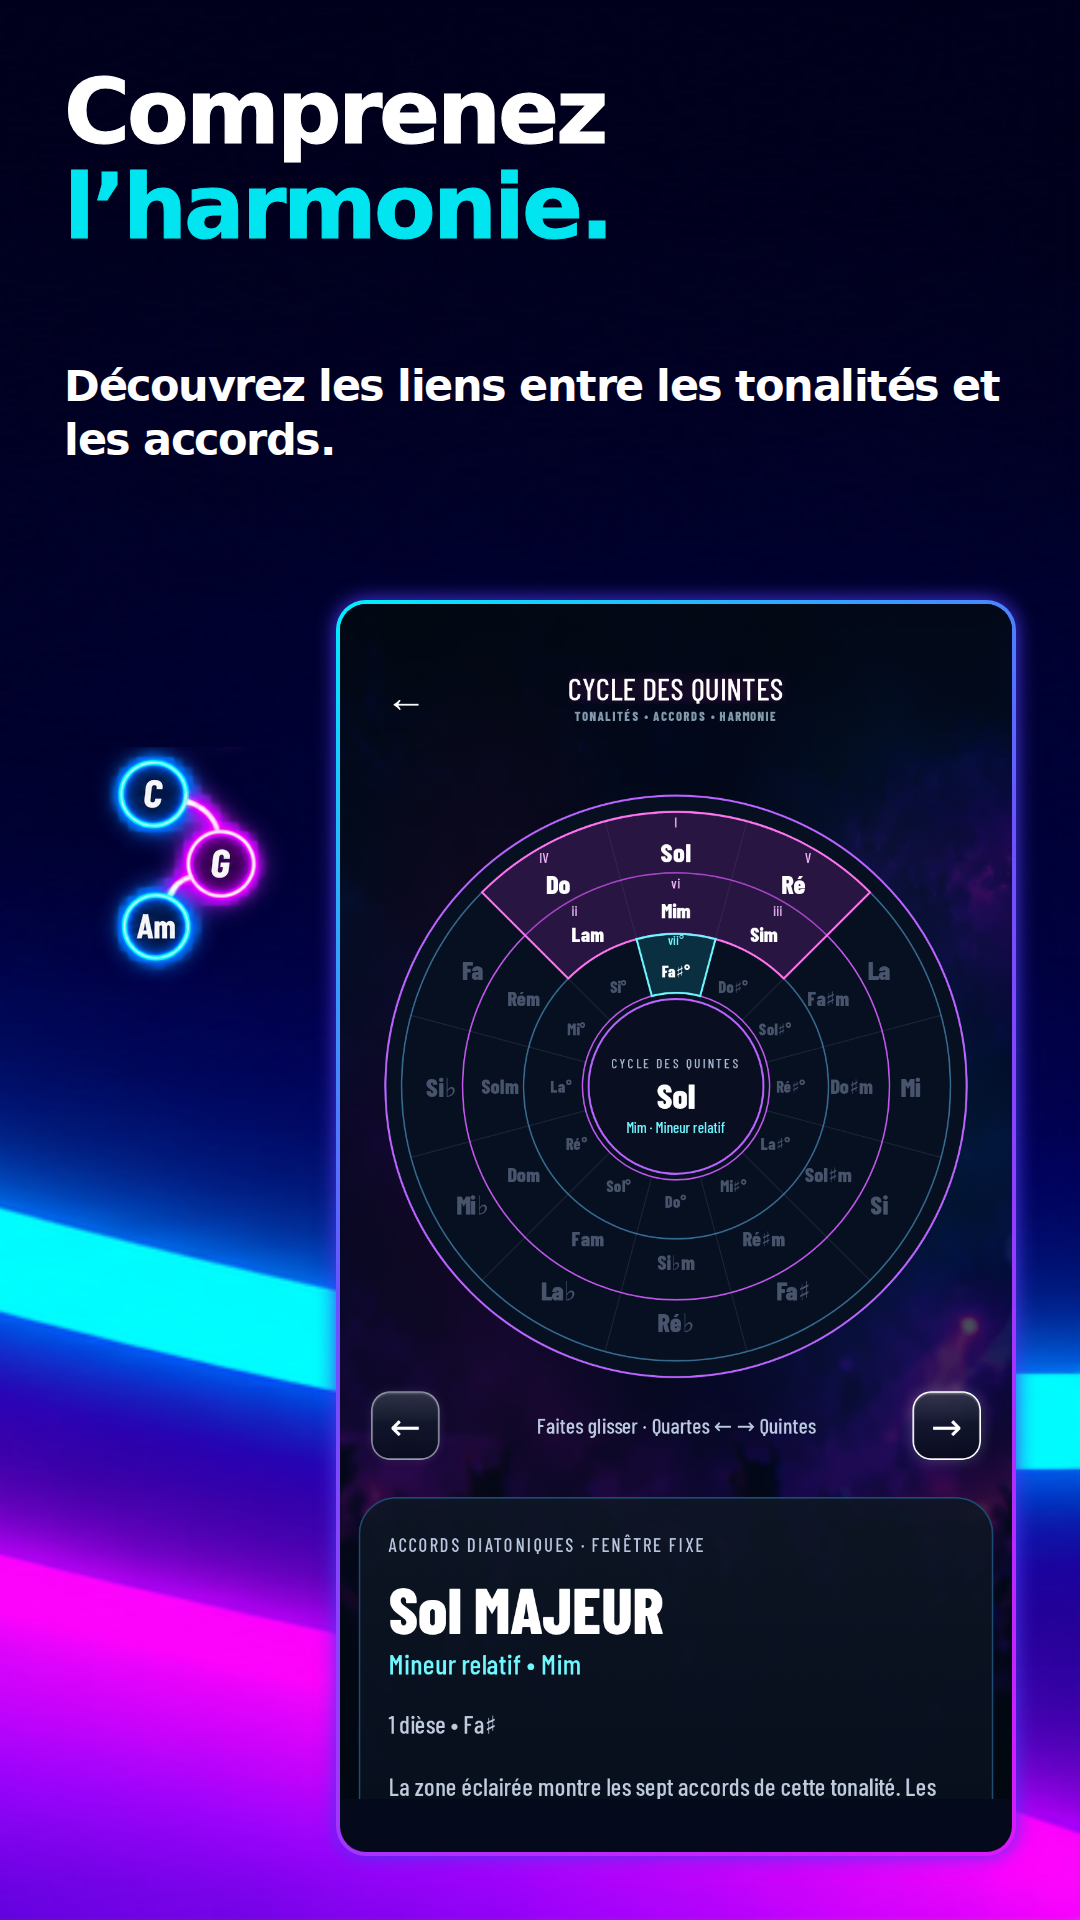 Comprenez
l’harmonie.
Découvrez les liens entre les tonalités et
les accords.
←
CYCLE DES QUINTES
TONALITÉS • ACCORDS • HARMONIE
C
G
Am
I
IV
V
Sol
Do
Ré
vi
ii
iii
Mim
Lam
Sim
vii°
Fa♯°
Fa
Rém
Si°
Do♯°
Fa♯m
La
Mi°
Sol♯°
Si♭
Solm
La°
Ré♯°
Do♯m
Mi
CYCLE DES QUINTES
Sol
Mim · Mineur relatif
Ré°
La♯°
Mi♭
Dom
Sol°
Do°
Mi♯°
Sol♯m
Si
Fam
Si♭m
Ré♯m
La♭
Ré♭
Fa♯
← Faites glisser · Quartes ← → Quintes →
ACCORDS DIATONIQUES · FENÊTRE FIXE
Sol MAJEUR
Mineur relatif • Mim
1 dièse • Fa♯
La zone éclairée montre les sept accords de cette tonalité. Les